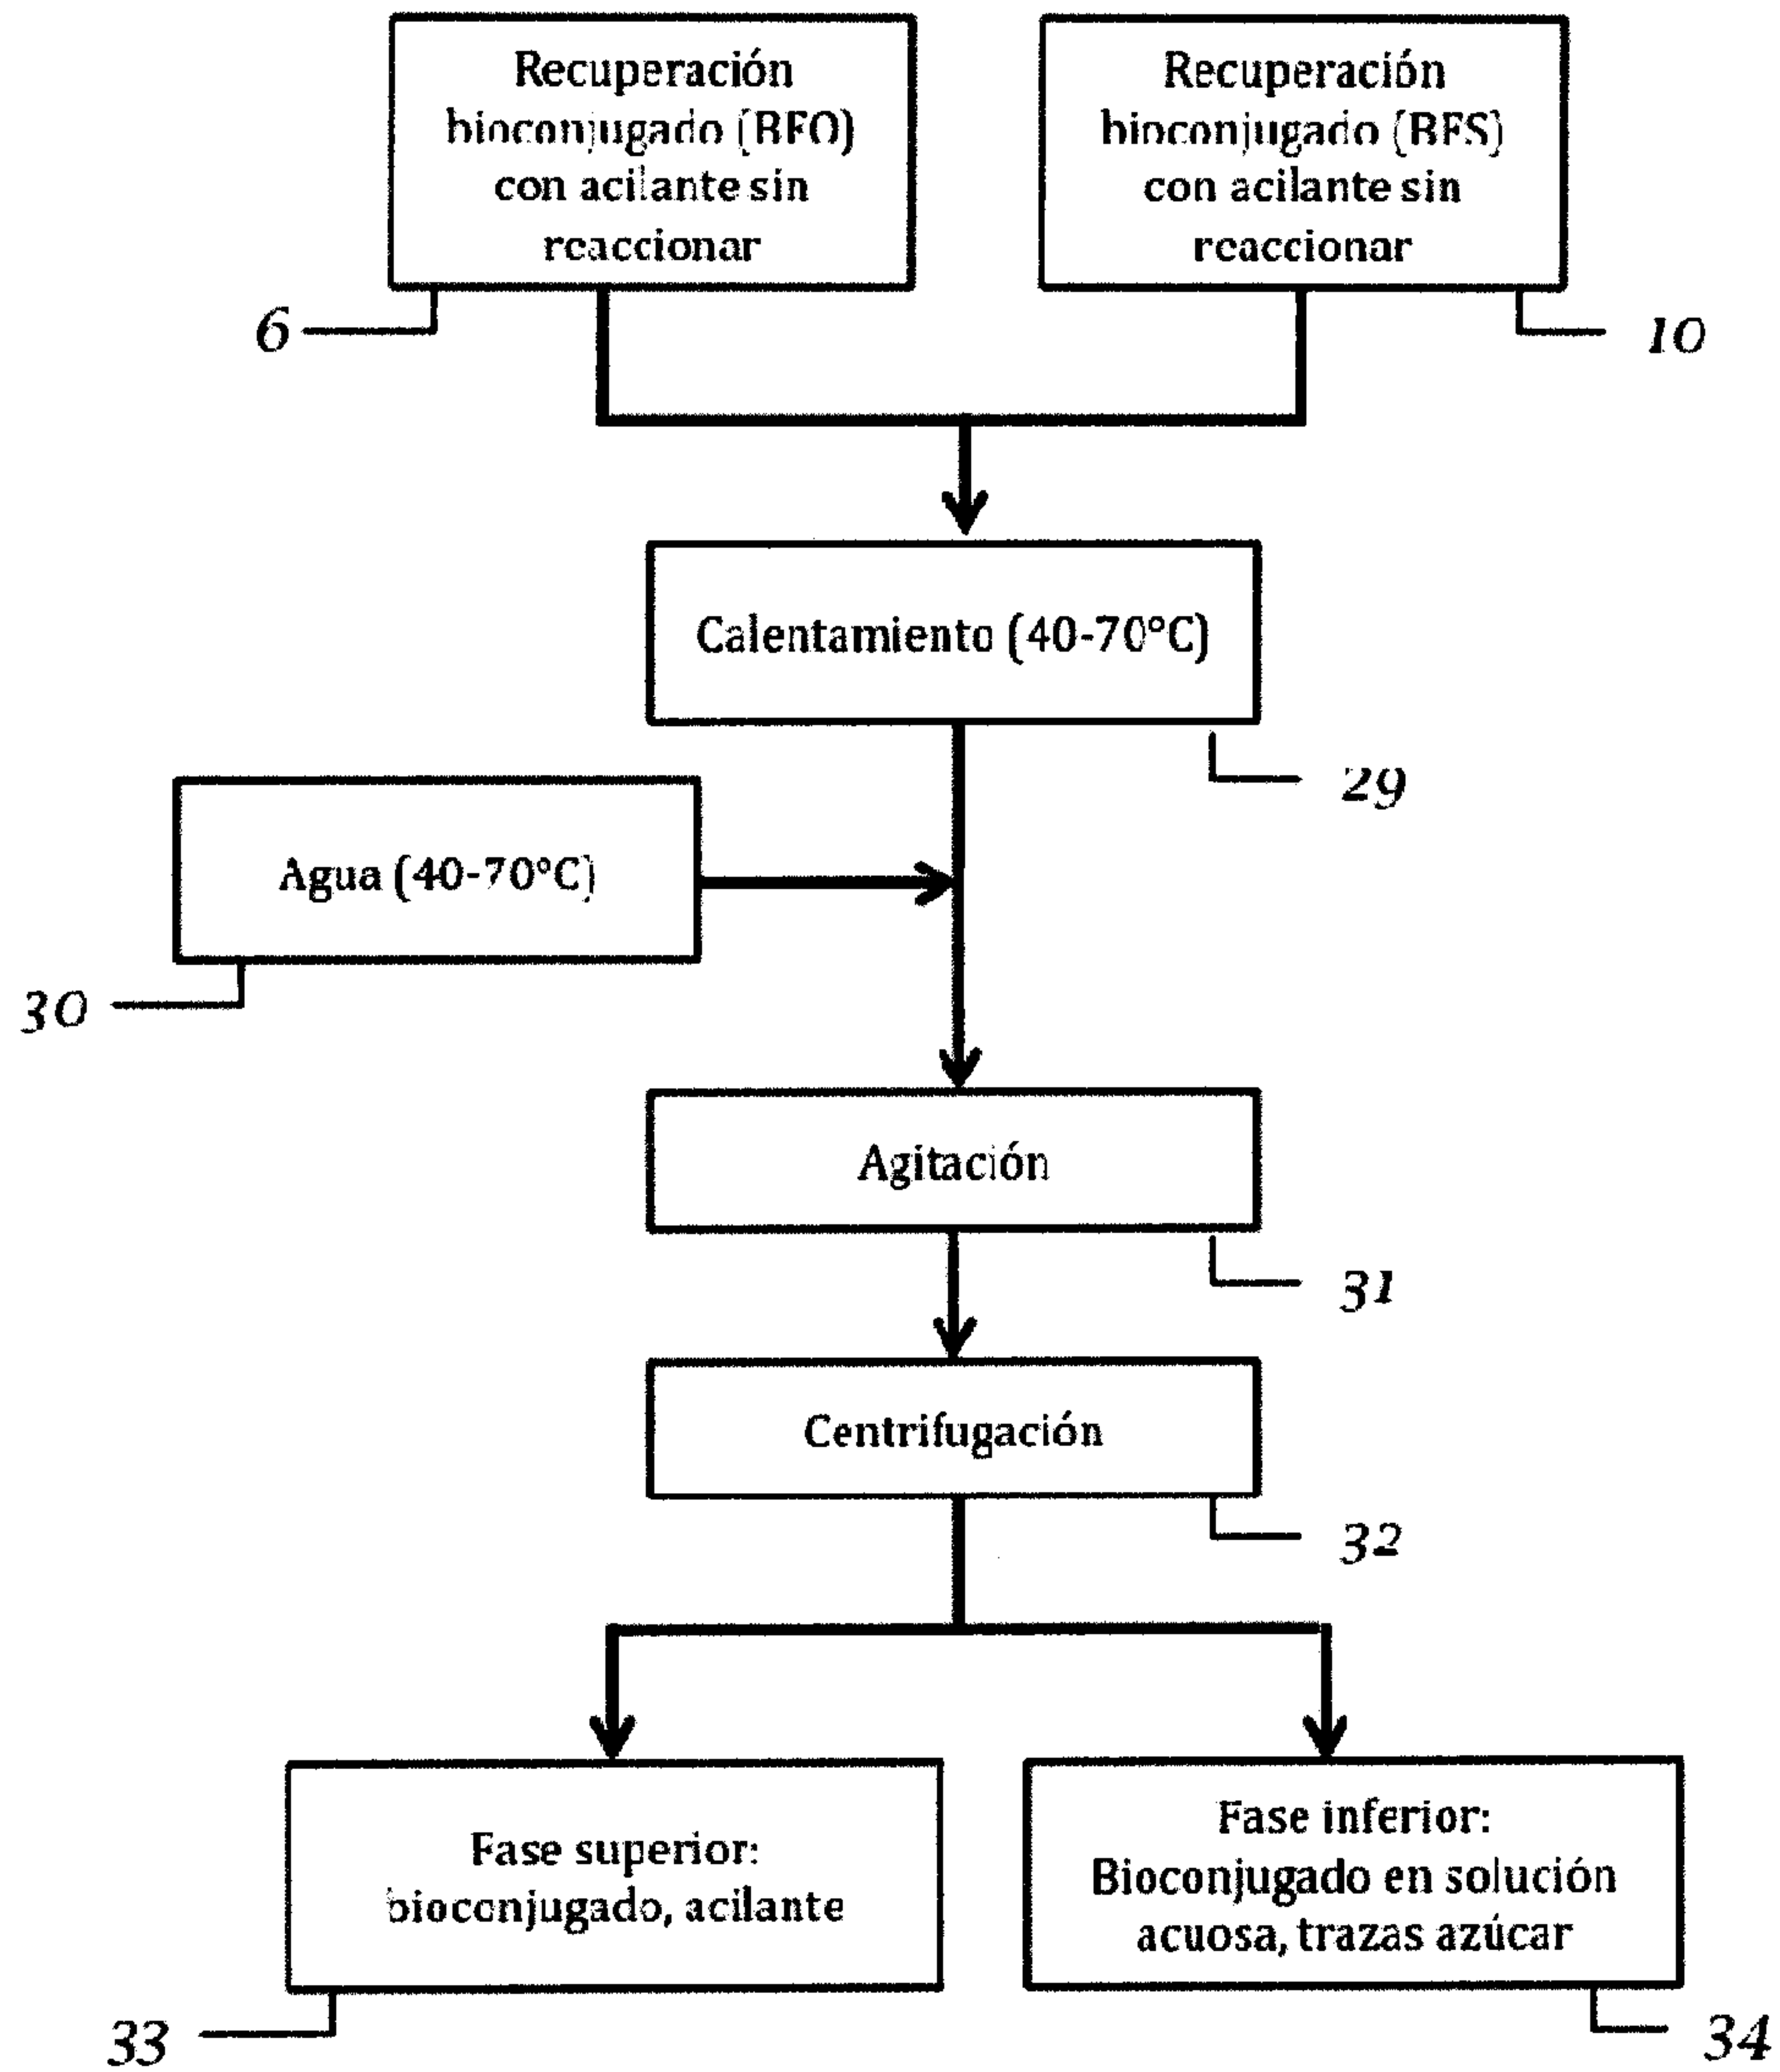 Recuperación
bioconjugado (BFO)
con acilante sin
reaccionar
6
Recuperación
bioconjugado (BFS)
con acilante sin
reaccionar
10
Calentamiento (40-70°C)
29
Agua (40-70°C)
30
Agitación
31
Centrifugación
32
Fase superior:
bioconjugado, acilante
33
Fase inferior:
Bioconjugado en solución
acuosa, trazas azúcar
34